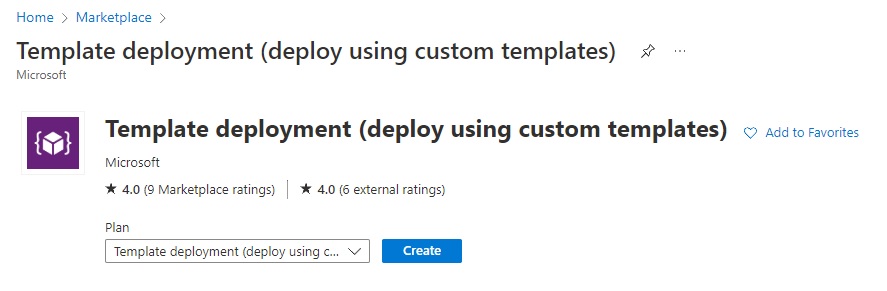 Home > Marketplace >
Template deployment (deploy using custom templates) ...
Microsoft
Template deployment (deploy using custom templates) Add to Favorites
Microsoft
★ 4.0 (9 Marketplace ratings) | ★ 4.0 (6 external ratings)
Plan
Template deployment (deploy using c... Create